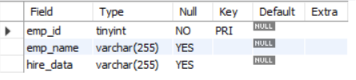 Field Type Null Key Default Extra
emp_id tinyint NO PRI NULL
emp_name varchar(255) YES NULL
hire_data varchar(255) YES NULL